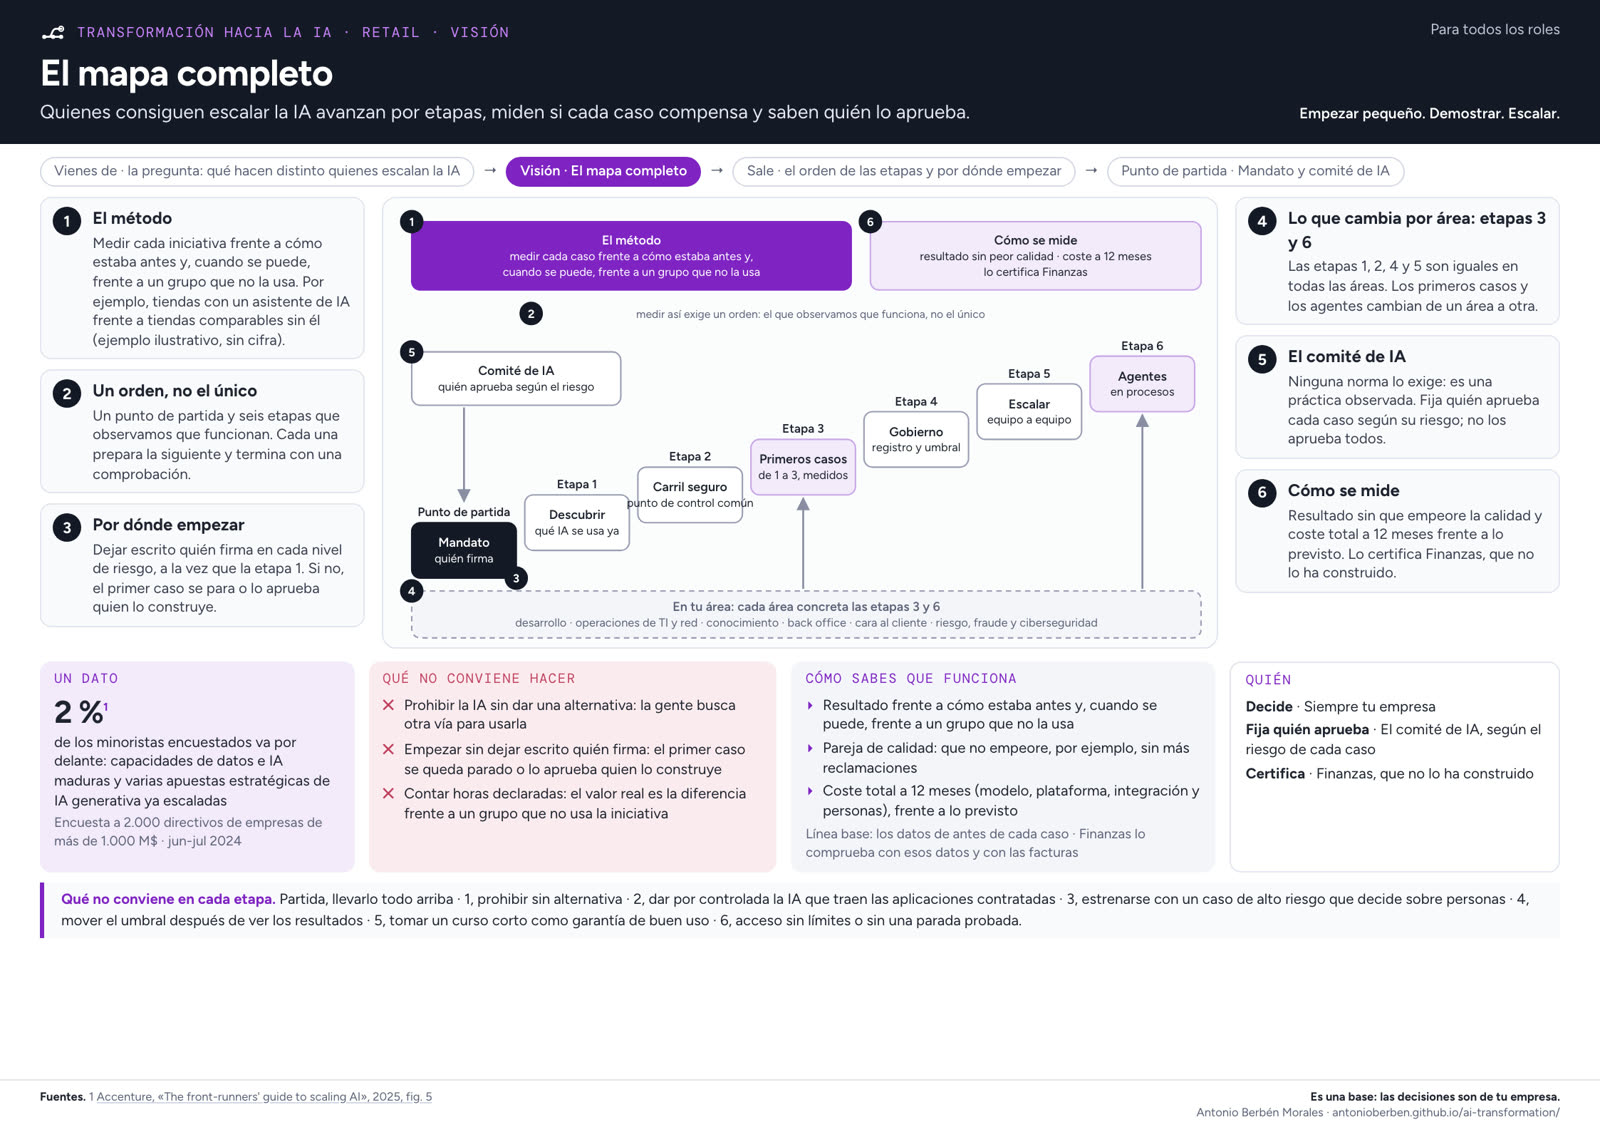 TRANSFORMACIÓN HACIA LA IA · RETAIL · VISIÓN
Para todos los roles
El mapa completo
Quienes consiguen escalar la IA avanzan por etapas, miden si cada caso compensa y saben quién lo aprueba.
Empezar pequeño. Demostrar. Escalar.
Vienes de · la pregunta: qué hacen distinto quienes escalan la IA → Visión · El mapa completo → Sale · el orden de las etapas y por dónde empezar → Punto de partida · Mandato y comité de IA
1 El método
Medir cada iniciativa frente a cómo
estaba antes y, cuando se puede,
frente a un grupo que no la usa. Por
ejemplo, tiendas con un asistente de IA
frente a tiendas comparables sin él
(ejemplo ilustrativo, sin cifra).
2 Un orden, no el único
Un punto de partida y seis etapas que
observamos que funcionan. Cada una
prepara la siguiente y termina con una
comprobación.
3 Por dónde empezar
Dejar escrito quién firma en cada nivel
de riesgo, a la vez que la etapa 1. Si no,
el primer caso se para o lo aprueba
quien lo construye.
1
El método
medir cada caso frente a cómo estaba antes y,
cuando se puede, frente a un grupo que no la usa
6
Cómo se mide
resultado sin peor calidad · coste a 12 meses
lo certifica Finanzas
2
medir así exige un orden: el que observamos que funciona, no el único
5
Comité de IA
quién aprueba según el riesgo
Punto de partida
Mandato
quién firma
3
Etapa 1
Descubrir
qué IA se usa ya
Etapa 2
Carril seguro
punto de control común
Etapa 3
Primeros casos
de 1 a 3, medidos
Etapa 4
Gobierno
registro y umbral
Etapa 5
Escalar
equipo a equipo
Etapa 6
Agentes
en procesos
4
En tu área: cada área concreta las etapas 3 y 6
desarrollo · operaciones de TI y red · conocimiento · back office · cara al cliente · riesgo, fraude y ciberseguridad
4 Lo que cambia por área: etapas 3
y 6
Las etapas 1, 2, 4 y 5 son iguales en
todas las áreas. Los primeros casos y
los agentes cambian de un área a otra.
5 El comité de IA
Ninguna norma lo exige: es una
práctica observada. Fija quién aprueba
cada caso según su riesgo; no los
aprueba todos.
6 Cómo se mide
Resultado sin que empeore la calidad y
coste total a 12 meses frente a lo
previsto. Lo certifica Finanzas, que no
lo ha construido.
UN DATO
2 %1
de los minoristas encuestados va por
delante: capacidades de datos e IA
maduras y varias apuestas estratégicas de
IA generativa ya escaladas
Encuesta a 2.000 directivos de empresas de
más de 1.000 M$ · jun-jul 2024
QUÉ NO CONVIENE HACER
Prohibir la IA sin dar una alternativa: la gente busca
otra vía para usarla
Empezar sin dejar escrito quién firma: el primer caso
se queda parado o lo aprueba quien lo construye
Contar horas declaradas: el valor real es la diferencia
frente a un grupo que no usa la iniciativa
CÓMO SABES QUE FUNCIONA
Resultado frente a cómo estaba antes y, cuando se
puede, frente a un grupo que no la usa
Pareja de calidad: que no empeore, por ejemplo, sin más
reclamaciones
Coste total a 12 meses (modelo, plataforma, integración y
personas), frente a lo previsto
Línea base: los datos de antes de cada caso · Finanzas lo
comprueba con esos datos y con las facturas
QUIÉN
Decide · Siempre tu empresa
Fija quién aprueba · El comité de IA, según el
riesgo de cada caso
Certifica · Finanzas, que no lo ha construido
Qué no conviene en cada etapa. Partida, llevarlo todo arriba · 1, prohibir sin alternativa · 2, dar por controlada la IA que traen las aplicaciones contratadas · 3, estrenarse con un caso de alto riesgo que decide sobre personas · 4,
mover el umbral después de ver los resultados · 5, tomar un curso corto como garantía de buen uso · 6, acceso sin límites o sin una parada probada.
Fuentes. 1 Accenture, «The front-runners' guide to scaling AI», 2025, fig. 5
Es una base: las decisiones son de tu empresa.
Antonio Berbén Morales · antonioberben.github.io/ai-transformation/